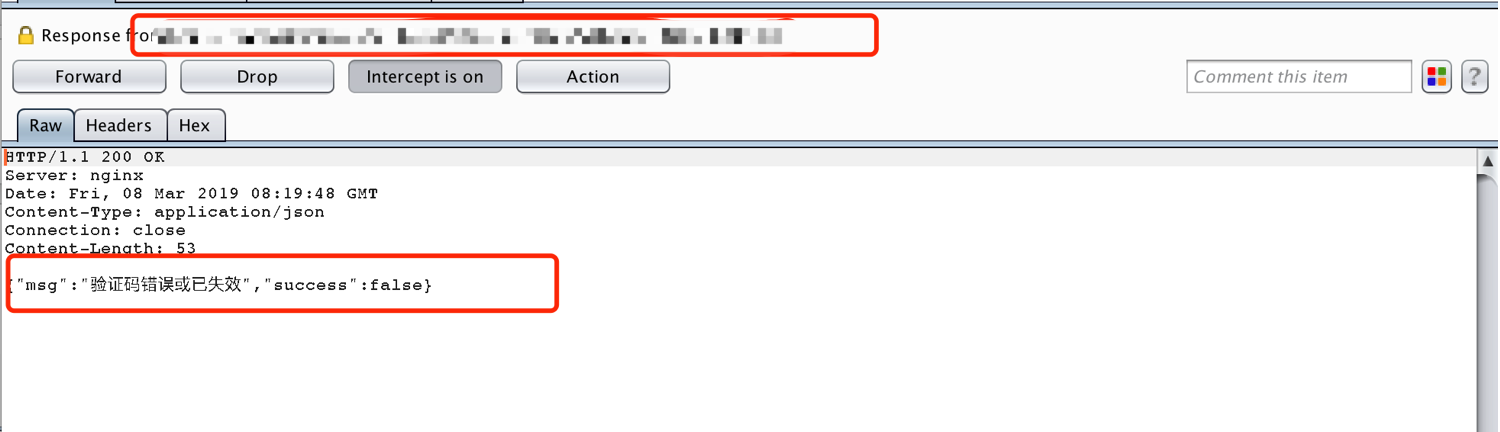 Response fro
Forward Drop Intercept is on Action Comment this item ?
Raw Headers Hex
HTTP/1.1 200 OK
Server: nginx
Date: Fri, 08 Mar 2019 08:19:48 GMT
Content-Type: application/json
Connection: close
Content-Length: 53
{"msg":"验证码错误或已失效","success":false}